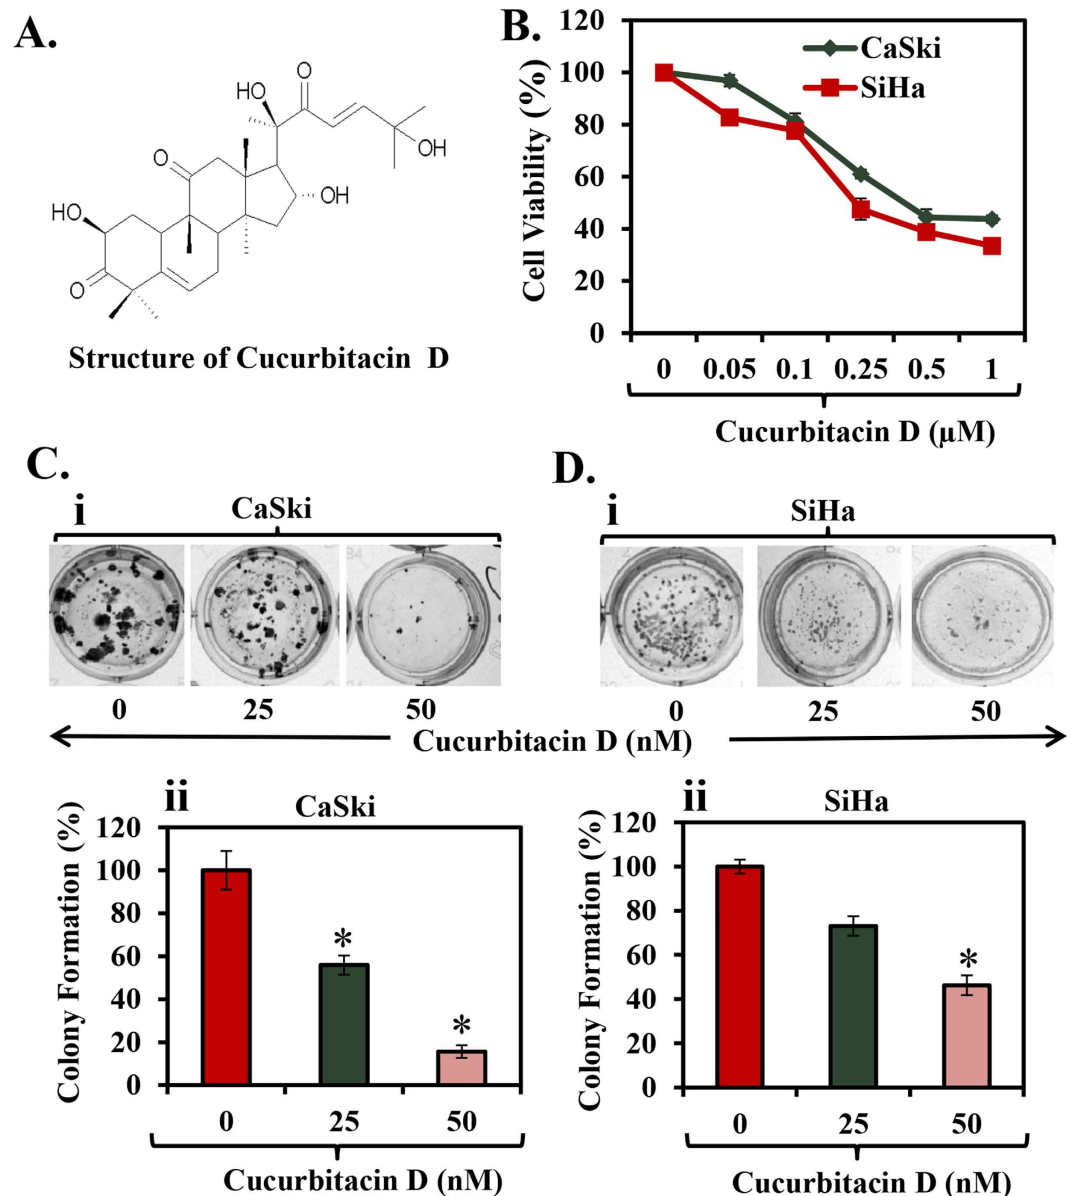 A.
HO
O
O
OH
O
OH
HO
O
Structure of Cucurbitacin D
B.
Cell Viability (%)
120
100
80
60
40
20
0
CaSki
SiHa
0 0.05 0.1 0.25 0.5 1
Cucurbitacin D (µM)
C.
i
CaSki
0 25 50
D.
i
SiHa
0 25 50
Cucurbitacin D (nM)
ii
CaSki
Colony Formation (%)
120
100
80
60
40
20
0
*
*
0 25 50
Cucurbitacin D (nM)
ii
SiHa
Colony Formation (%)
120
100
80
60
40
20
0
*
0 25 50
Cucurbitacin D (nM)